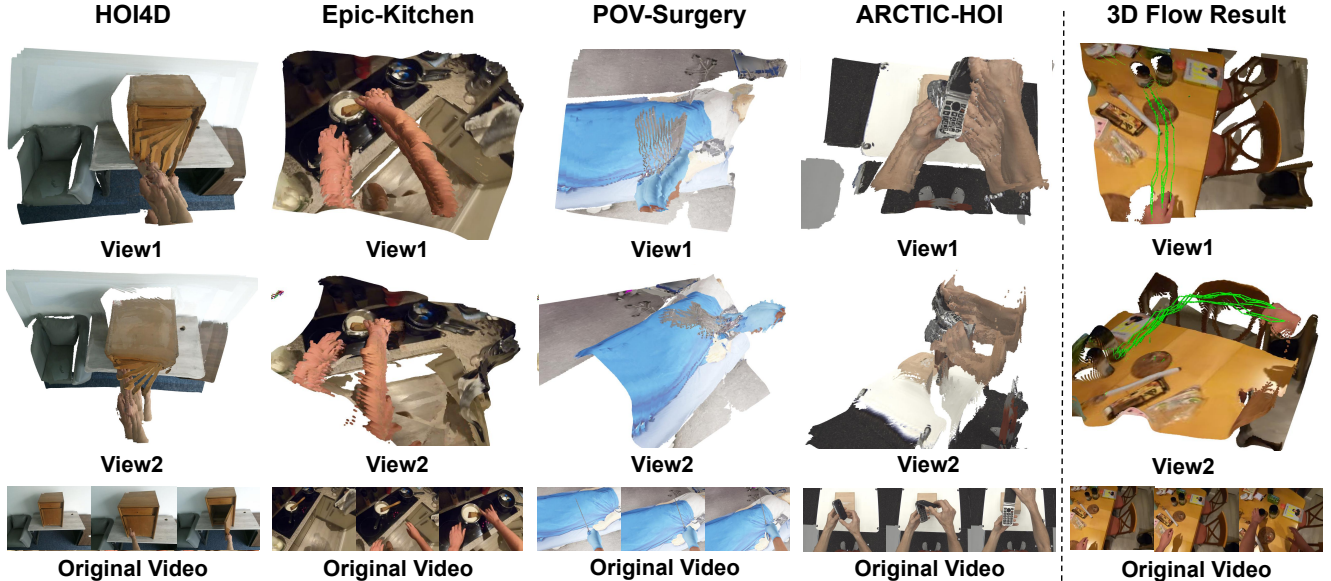 HOI4D Epic-Kitchen POV-Surgery ARCTIC-HOI 3D Flow Result
View1 View1 View1 View1 View1
View2 View2 View2 View2 View2
Original Video Original Video Original Video Original Video Original Video